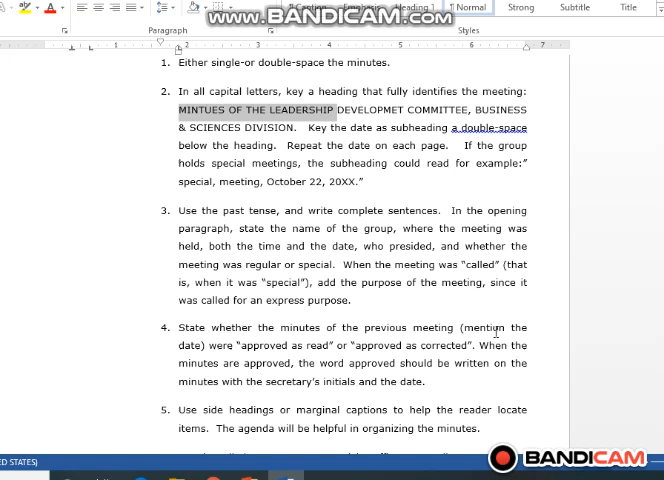 www.BANDICAM.com
Caption Emphasis Heading 1 ¶ Normal Strong Subtitle Title
Paragraph Styles
1 1 2 3 4 5 6 7
1. Either single-or double-space the minutes.
2. In all capital letters, key a heading that fully identifies the meeting:
MINTUES OF THE LEADERSHIP DEVELOPMET COMMITTEE, BUSINESS
& SCIENCES DIVISION. Key the date as subheading a double-space
below the heading. Repeat the date on each page. If the group
holds special meetings, the subheading could read for example:”
special, meeting, October 22, 20XX.”
3. Use the past tense, and write complete sentences. In the opening
paragraph, state the name of the group, where the meeting was
held, both the time and the date, who presided, and whether the
meeting was regular or special. When the meeting was “called” (that
is, when it was “special”), add the purpose of the meeting, since it
was called for an express purpose.
4. State whether the minutes of the previous meeting (mention the
date) were “approved as read” or “approved as corrected”. When the
minutes are approved, the word approved should be written on the
minutes with the secretary’s initials and the date.
5. Use side headings or marginal captions to help the reader locate
items. The agenda will be helpful in organizing the minutes.
D STATES)
BANDICAM